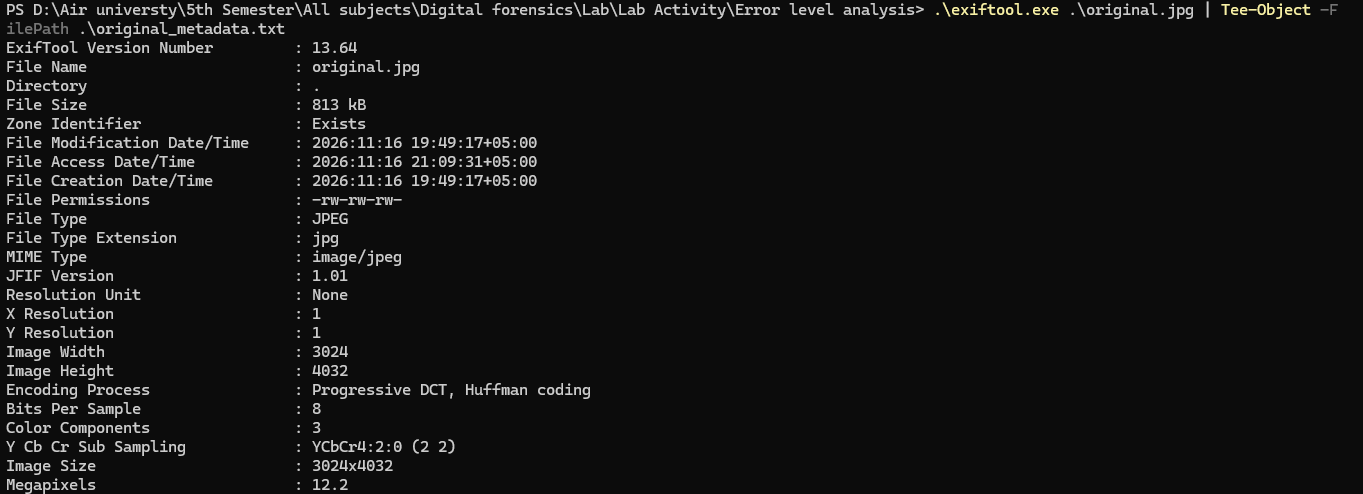 PS D:\Air universty\5th Semester\All subjects\Digital forensics\Lab\Lab Activity\Error level analysis> .\exiftool.exe .\original.jpg | Tee-Object -F
ilePath .\original_metadata.txt
ExifTool Version Number         : 13.64
File Name                       : original.jpg
Directory                       : .
File Size                       : 813 kB
Zone Identifier                 : Exists
File Modification Date/Time     : 2026:11:16 19:49:17+05:00
File Access Date/Time           : 2026:11:16 21:09:31+05:00
File Creation Date/Time         : 2026:11:16 19:49:17+05:00
File Permissions                : -rw-rw-rw-
File Type                       : JPEG
File Type Extension             : jpg
MIME Type                       : image/jpeg
JFIF Version                    : 1.01
Resolution Unit                 : None
X Resolution                    : 1
Y Resolution                    : 1
Image Width                     : 3024
Image Height                    : 4032
Encoding Process                : Progressive DCT, Huffman coding
Bits Per Sample                 : 8
Color Components                : 3
Y Cb Cr Sub Sampling            : YCbCr4:2:0 (2 2)
Image Size                      : 3024x4032
Megapixels                      : 12.2